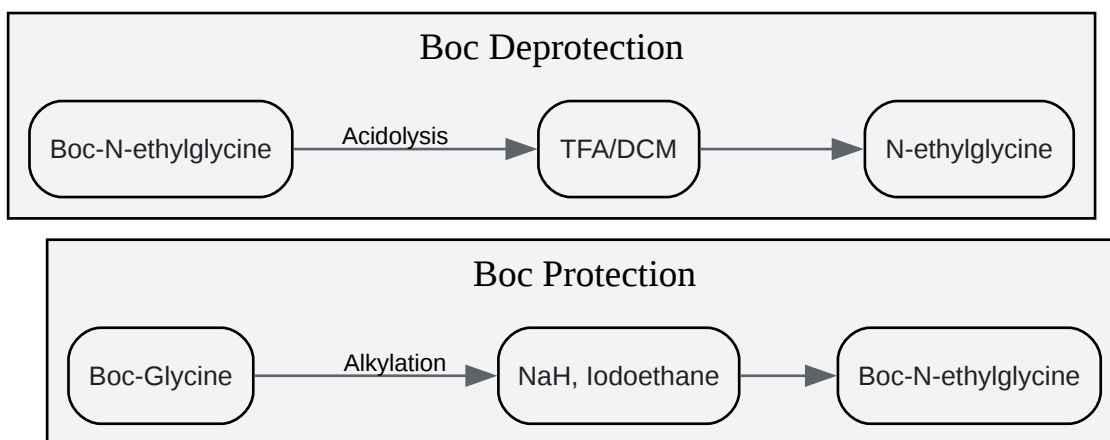 Boc Deprotection
Boc-N-ethylglycine
Acidolysis
TFA/DCM
N-ethylglycine
Boc Protection
Boc-Glycine
Alkylation
NaH, Iodoethane
Boc-N-ethylglycine